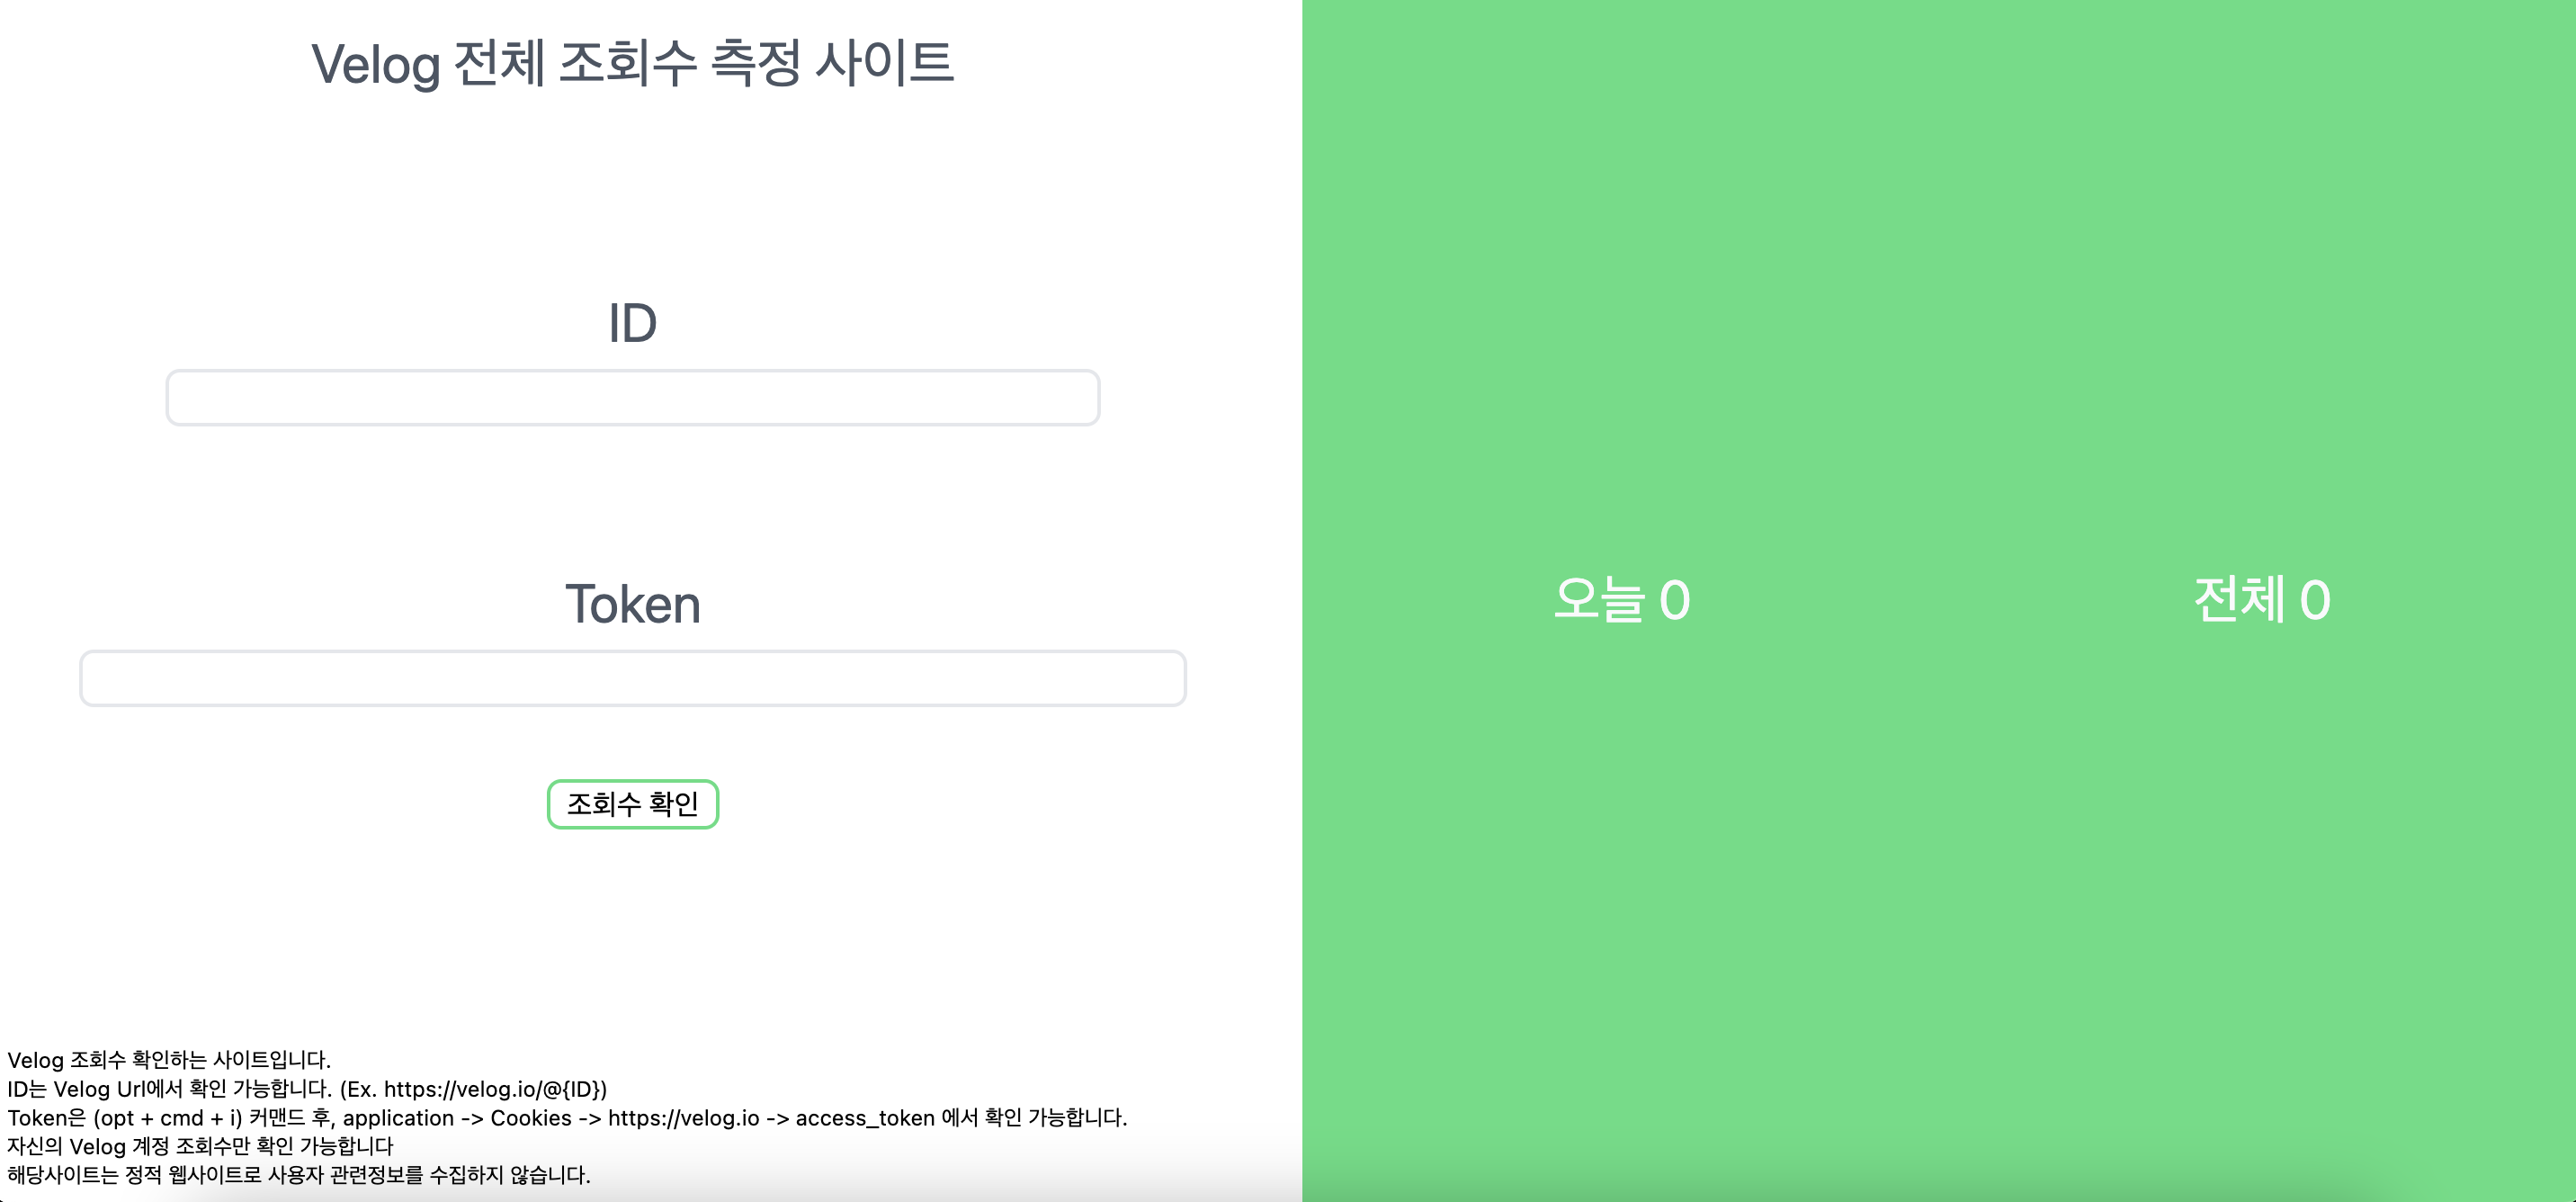 Velog 전체 조회수 측정 사이트
ID
Token
조회수 확인
오늘 0
전체 0
Velog 조회수 확인하는 사이트입니다.
ID는 Velog Url에서 확인 가능합니다. (Ex. https://velog.io/@{ID})
Token은 (opt + cmd + i) 커맨드 후, application -> Cookies -> https://velog.io -> access_token 에서 확인 가능합니다.
자신의 Velog 계정 조회수만 확인 가능합니다
해당사이트는 정적 웹사이트로 사용자 관련정보를 수집하지 않습니다.